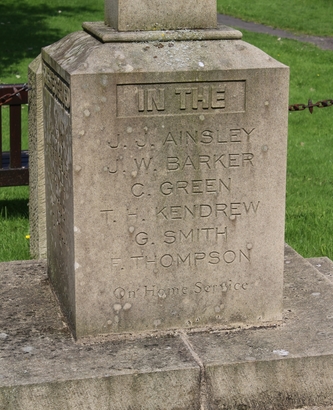 IN THE
J. J. AINSLEY
J. W. BARKER
C. GREEN
T. H. KENDREW
G. SMITH
F. THOMPSON
On Home Service